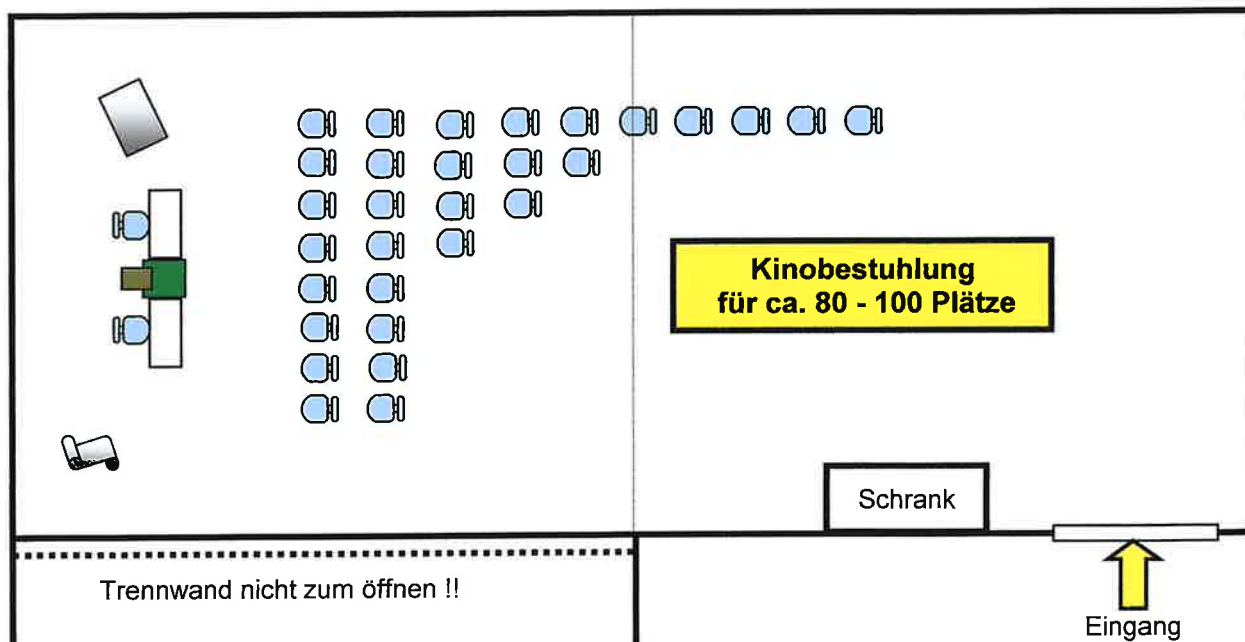 Kinobestuhlung
für ca. 80 - 100 Plätze
Schrank
Trennwand nicht zum öffnen !!
Eingang